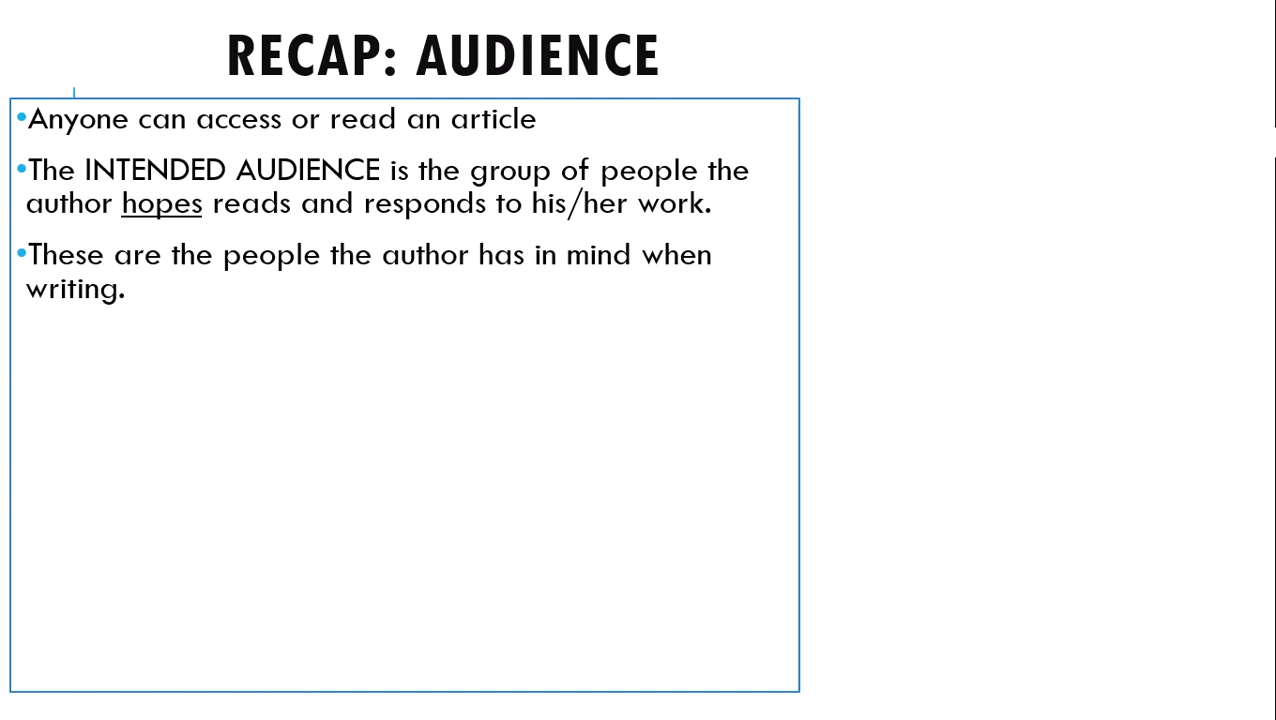 RECAP: AUDIENCE
•Anyone can access or read an article
•The INTENDED AUDIENCE is the group of people the
author hopes reads and responds to his/her work.
•These are the people the author has in mind when
writing.